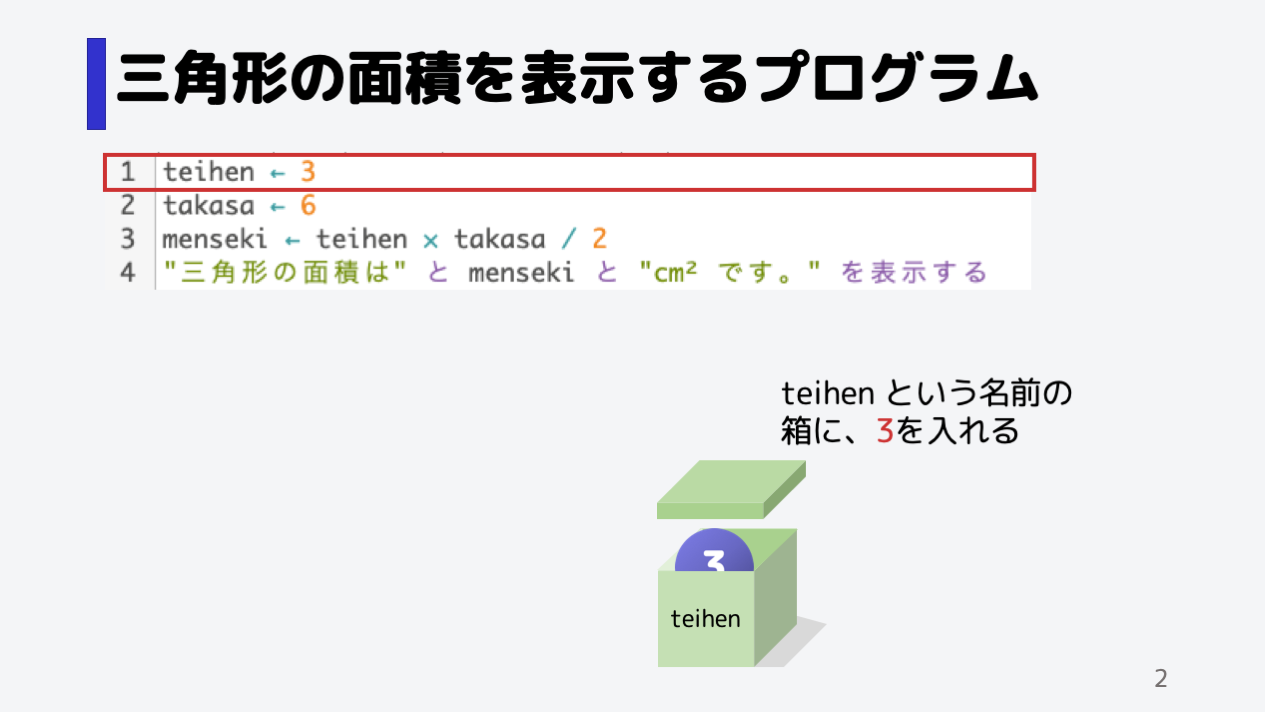 三角形の面積を表示するプログラム
1 teihen ← 3
2 takasa ← 6
3 menseki ← teihen × takasa / 2
4 "三角形の面積は" と menseki と "cm² です。" を表示する
teihen という名前の
箱に、3を入れる
3
teihen
2